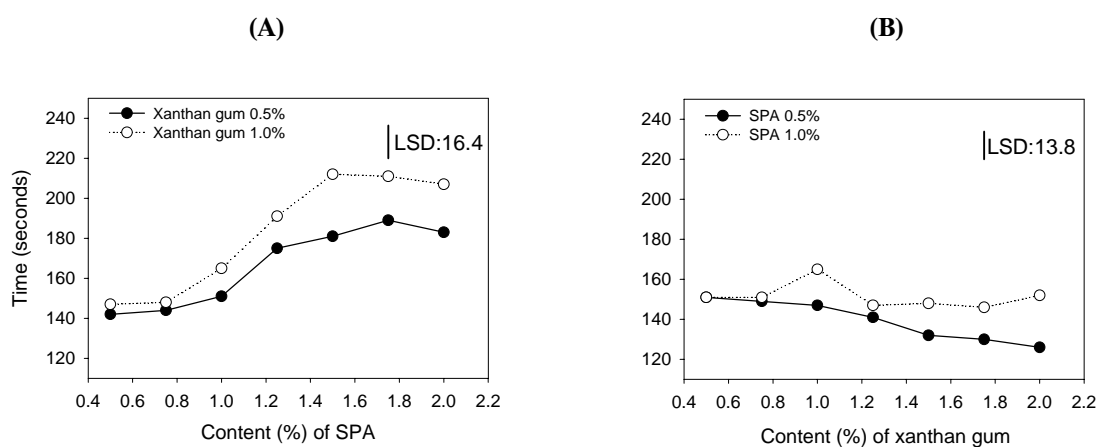 (A)
Xanthan gum 0.5%
Xanthan gum 1.0%
LSD:16.4
240
220
200
180
160
140
120
Time (seconds)
0.4 0.6 0.8 1.0 1.2 1.4 1.6 1.8 2.0 2.2
Content (%) of SPA
(B)
SPA 0.5%
SPA 1.0%
LSD:13.8
240
220
200
180
160
140
120
0.4 0.6 0.8 1.0 1.2 1.4 1.6 1.8 2.0 2.2
Content (%) of xanthan gum